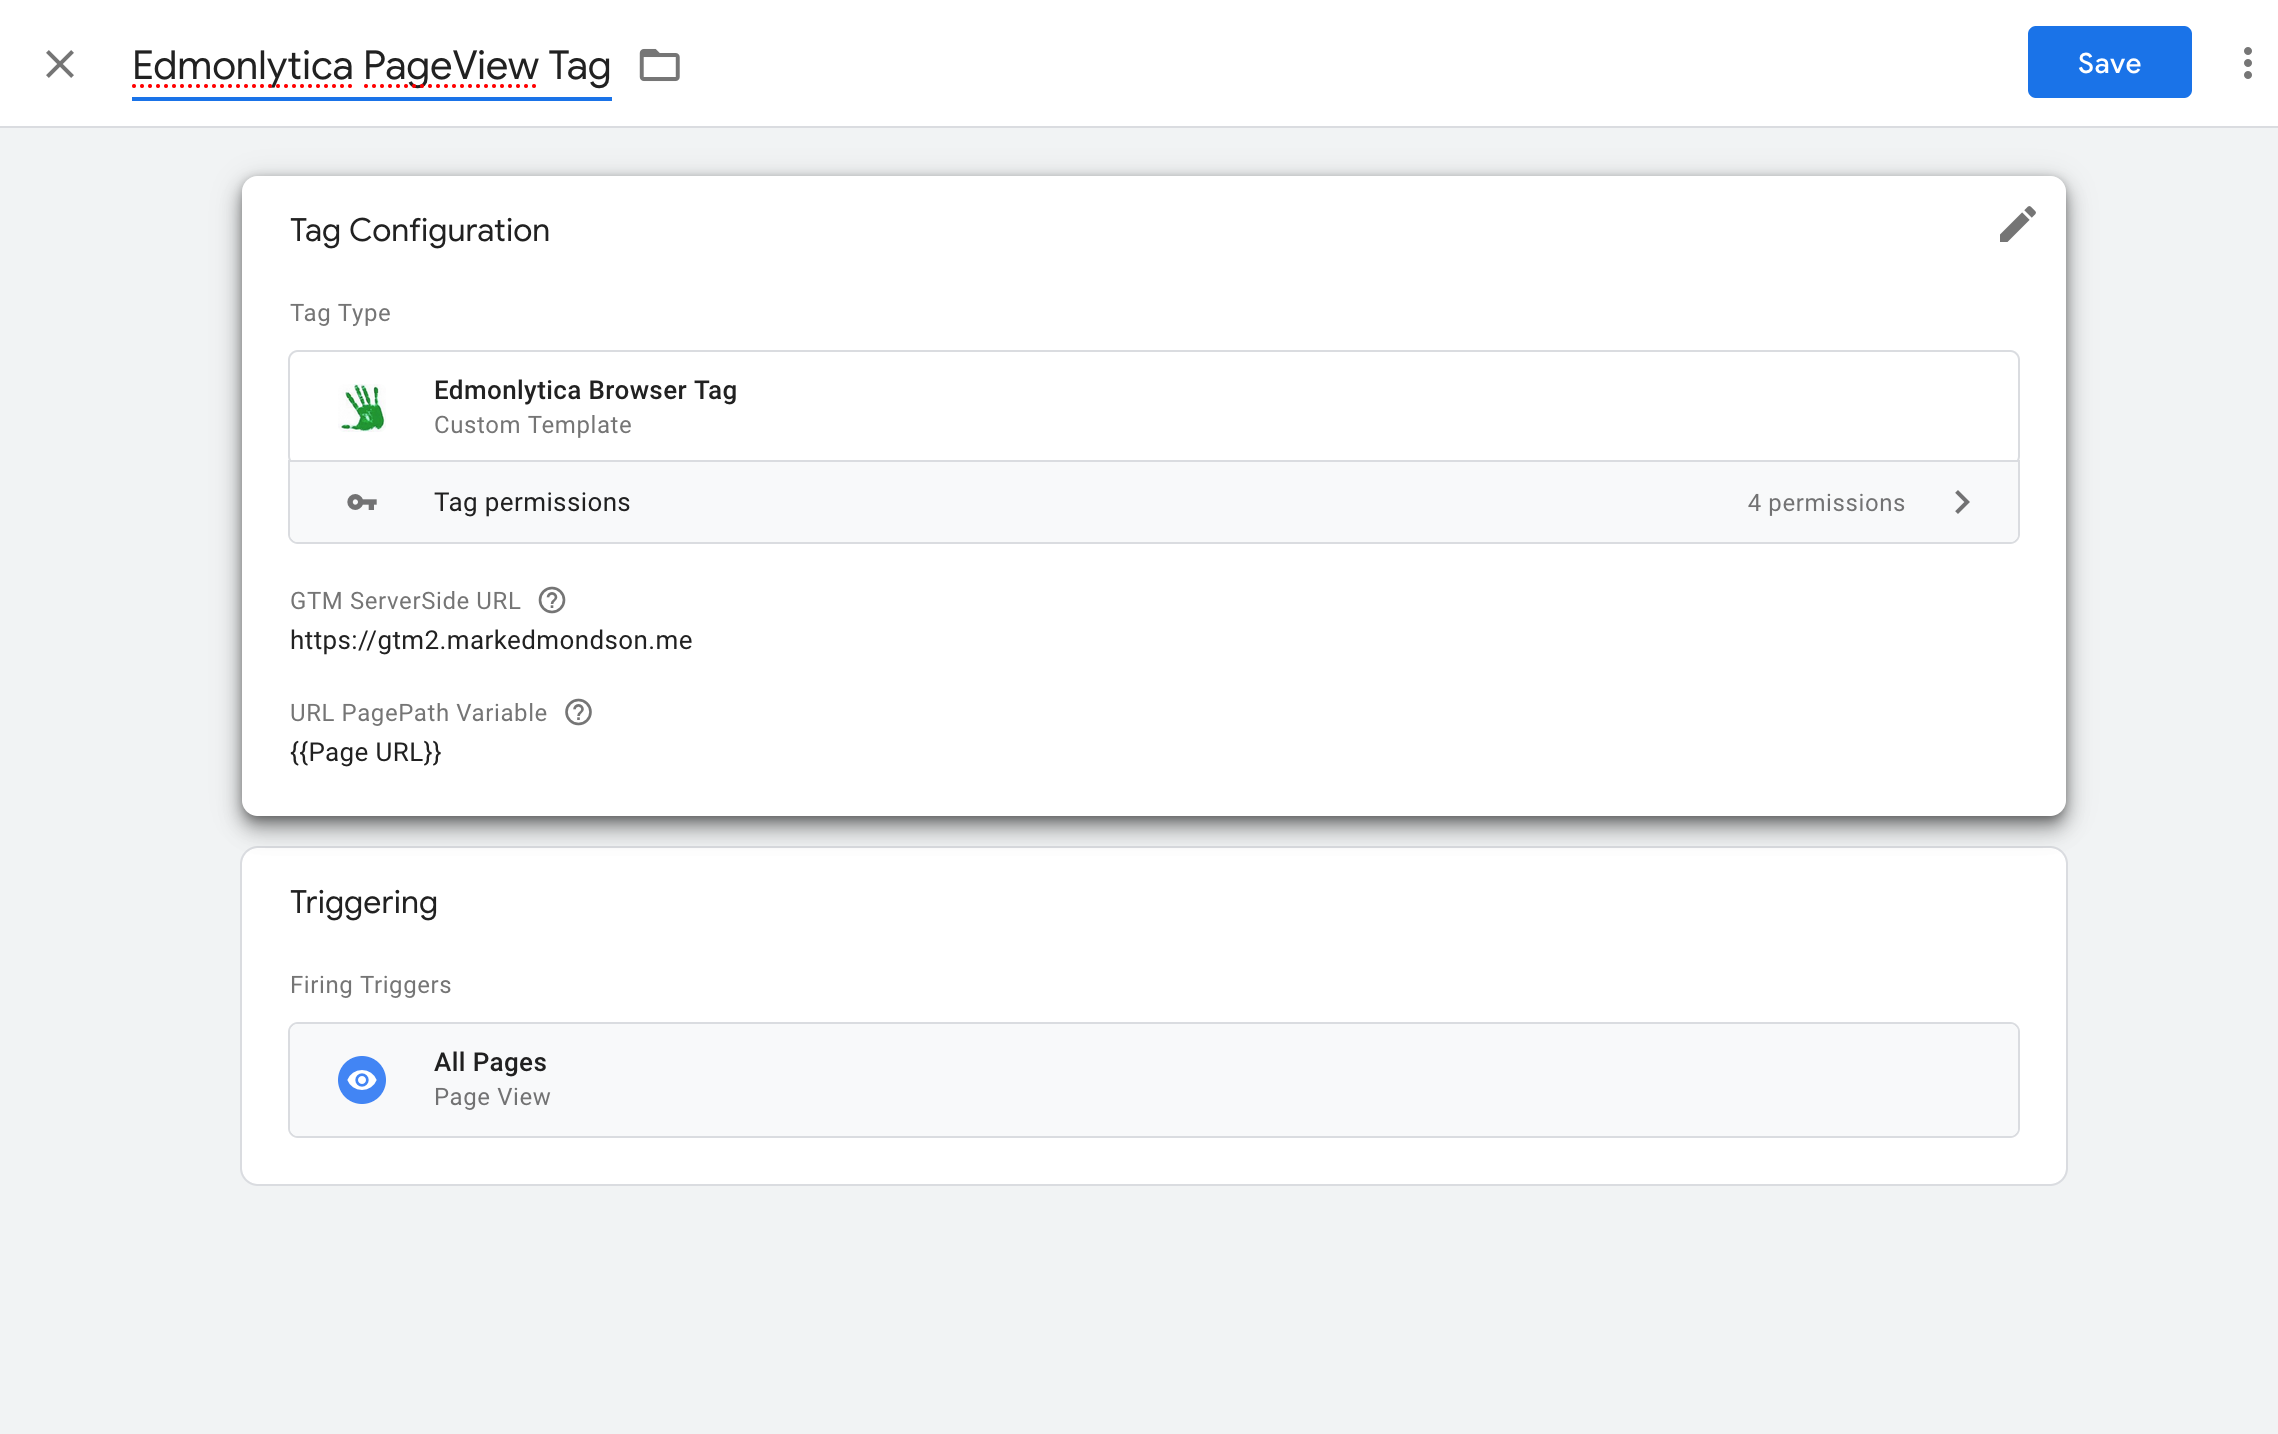 Edmonlytica PageView Tag
Save
Tag Configuration
Tag Type
Edmonlytica Browser Tag
Custom Template
Tag permissions
4 permissions
GTM ServerSide URL
https://gtm2.markedmondson.me
URL PagePath Variable
{{Page URL}}
Triggering
Firing Triggers
All Pages
Page View